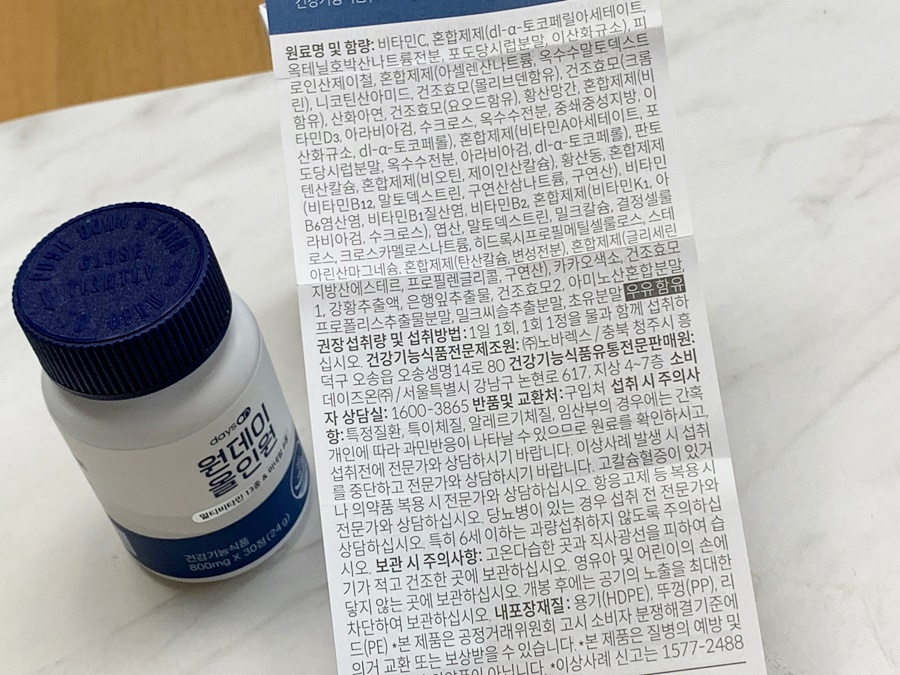 원료명 및 함량: 비타민C, 혼합제제(dl-α-토코페릴아세테이트,
옥테닐호박산나트륨전분, 포도당시럽분말, 이산화규소), 피
로인산제이철, 혼합제제(아셀렌산나트륨, 옥수수말토덱스트
린), 니코틴산아미드, 건조효모(몰리브덴함유), 건조효모(크롬
함유), 산화아연, 건조효모(요오드함유), 황산망간, 혼합제제(비
타민D3, 아라비아검, 수크로스, 옥수수전분, 중쇄중성지방, 이
산화규소, dl-α-토코페롤), 혼합제제(비타민A아세테이트, 포
도당시럽분말, 옥수수전분, 아라비아검, dl-α-토코페롤), 판토
텐산칼슘, 혼합제제(비오틴, 제이인산칼슘), 황산동, 혼합제제
(비타민B12, 말토덱스트린, 구연산삼나트륨, 구연산), 비타민
B6염산염, 비타민B1질산염, 비타민B2, 혼합제제(비타민K1, 아
라비아검, 수크로스), 엽산, 말토덱스트린, 밀크칼슘, 결정셀룰
로스, 크로스카멜로스나트륨, 히드록시프로필메틸셀룰로스, 스테
아린산마그네슘, 혼합제제(탄산칼슘, 변성전분), 혼합제제(글리세린
지방산에스테르, 프로필렌글리콜, 구연산), 카카오색소, 건조효모
1, 강황추출액, 은행잎추출물, 건조효모2, 아미노산혼합분말,
프로폴리스추출물분말, 밀크씨슬추출분말, 초유분말 우유 함유
권장 섭취량 및 섭취방법: 1일 1회, 1회 1정을 물과 함께 섭취하
십시오. 건강기능식품전문제조원: ㈜노바렉스 / 충북 청주시 흥
덕구 오송읍 오송생명14로 80 건강기능식품유통전문판매원:
데이즈온㈜ / 서울특별시 강남구 논현로 617, 지상 4~7층 소비
자 상담실: 1600-3865 반품및 교환처: 구입처 섭취 시 주의사
항: 특정질환, 특이체질, 알레르기체질, 임산부의 경우에는 간혹
개인에 따라 과민반응이 나타날 수 있으므로 원료를 확인하시고,
섭취전에 전문가와 상담하시기 바랍니다. 이상사례 발생 시 섭취
를 중단하고 전문가와 상담하시기 바랍니다. 고칼슘혈증이 있거
나 의약품 복용 시 전문가와 상담하십시오. 항응고제 등 복용 시
전문가와 상담하십시오. 당뇨병이 있는 경우 섭취 전 전문가와
상담하십시오. 특히 6세 이하는 과량섭취하지 않도록 주의하십
시오. 보관 시 주의사항: 고온다습한 곳과 직사광선을 피하여 습
기가 적고 건조한 곳에 보관하십시오. 영유아 및 어린이의 손에
닿지 않는 곳에 보관하십시오. 개봉 후에는 공기의 노출을 최대한
차단하여 보관하십시오. 내포장재질: 용기(HDPE), 뚜껑(PP), 리
드(PE) *본 제품은 공정거래위원회 고시 소비자 분쟁해결기준에
의거 교환 또는 보상받을 수 있습니다. *본 제품은 질병의 예방 및
의약품이 아닙니다. *이상사례 신고는 1577-2488
PUSH DOWN & TURN
CLOSE
TIGHTLY
days
원데이
올인원
멀티비타민 13종 & 미네랄
건강기능식품
800mg X 30정 (24 g)